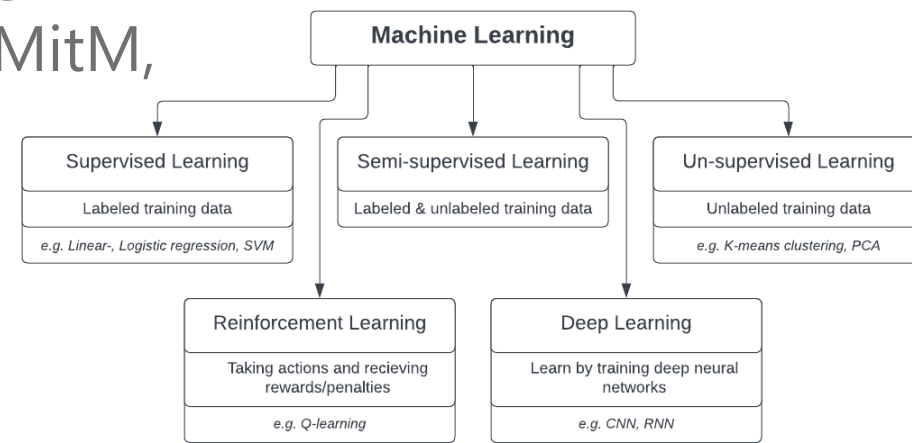 MitM,
Machine Learning
Supervised Learning
Labeled training data
e.g. Linear-, Logistic regression, SVM
Semi-supervised Learning
Labeled & unlabeled training data
Un-supervised Learning
Unlabeled training data
e.g. K-means clustering, PCA
Reinforcement Learning
Taking actions and recieving
rewards/penalties
e.g. Q-learning
Deep Learning
Learn by training deep neural
networks
e.g. CNN, RNN